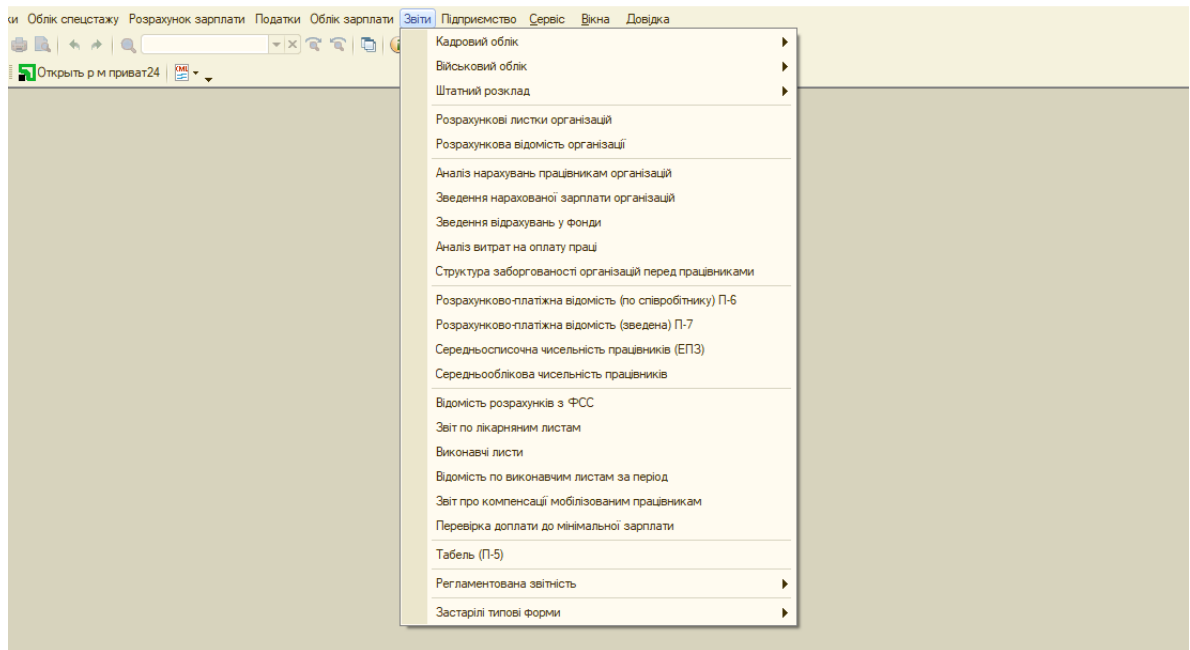 ки Облік спецстажу Розрахунок зарплати Податки Облік зарплати Звіти Підприємство Сервіс Вікна Довідка
Открыть р м приват24
Кадровий облік
Військовий облік
Штатний розклад
Розрахункові листки організацій
Розрахункова відомість організації
Аналіз нарахувань працівникам організацій
Зведення нарахованої зарплати організацій
Зведення відрахувань у фонди
Аналіз витрат на оплату праці
Структура заборгованості організацій перед працівниками
Розрахунково-платіжна відомість (по співробітнику) П-6
Розрахунково-платіжна відомість (зведена) П-7
Середньосписочна чисельність працівників (ЕПЗ)
Середньооблікова чисельність працівників
Відомість розрахунків з ФСС
Звіт по лікарняним листам
Виконавчі листи
Відомість по виконавчим листам за період
Звіт про компенсації мобілізованим працівникам
Перевірка доплати до мінімальної зарплати
Табель (П-5)
Регламентована звітність
Застарілі типові форми